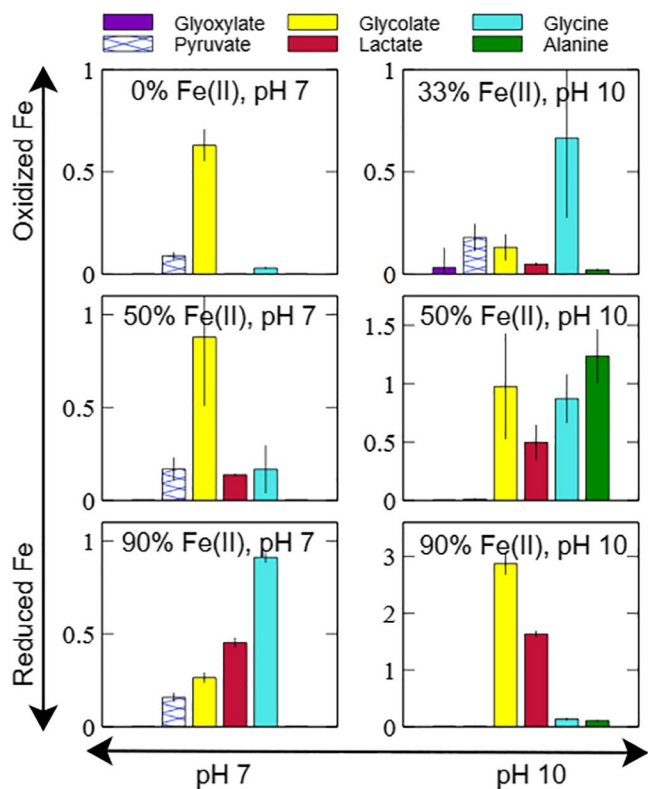 Glyoxylate Glycolate Glycine
Pyruvate Lactate Alanine
Oxidized Fe
Reduced Fe
0% Fe(II), pH 7
1
0.5
0
33% Fe(II), pH 10
1
0.5
0
50% Fe(II), pH 7
1
0.5
0
50% Fe(II), pH 10
1.5
1
0.5
0
90% Fe(II), pH 7
1
0.5
0
90% Fe(II), pH 10
3
2
1
0
pH 7 pH 10